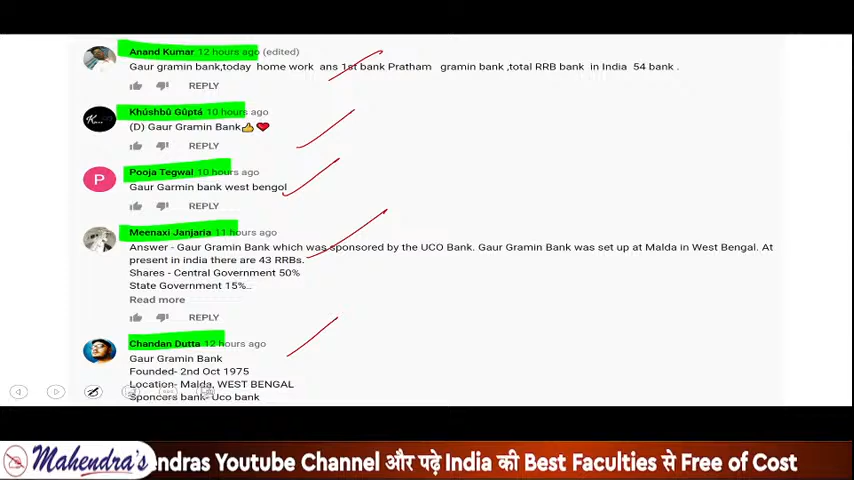 Anand Kumar 12 hours ago (edited)
Gaur gramin bank,today home work ans 1st bank Pratham gramin bank ,total RRB bank in India 54 bank .
REPLY
Khùshbù Gùptá 10 hours ago
(D) Gaur Gramin Bank👍❤️
REPLY
P
Pooja Tegwal 10 hours ago
Gaur Garmin bank west bengol
REPLY
Meenaxi Janjaria 11 hours ago
Answer - Gaur Gramin Bank which was sponsored by the UCO Bank. Gaur Gramin Bank was set up at Malda in West Bengal. At
present in india there are 43 RRBs.
Shares - Central Government 50%
State Government 15%..
Read more
REPLY
Chandan Dutta 12 hours ago
Gaur Gramin Bank
Founded- 2nd Oct 1975
Location- Malda, WEST BENGAL
Sponcers bank- Uco bank
Mahendra's endras Youtube Channel और पढ़े India की Best Faculties से Free of Cost